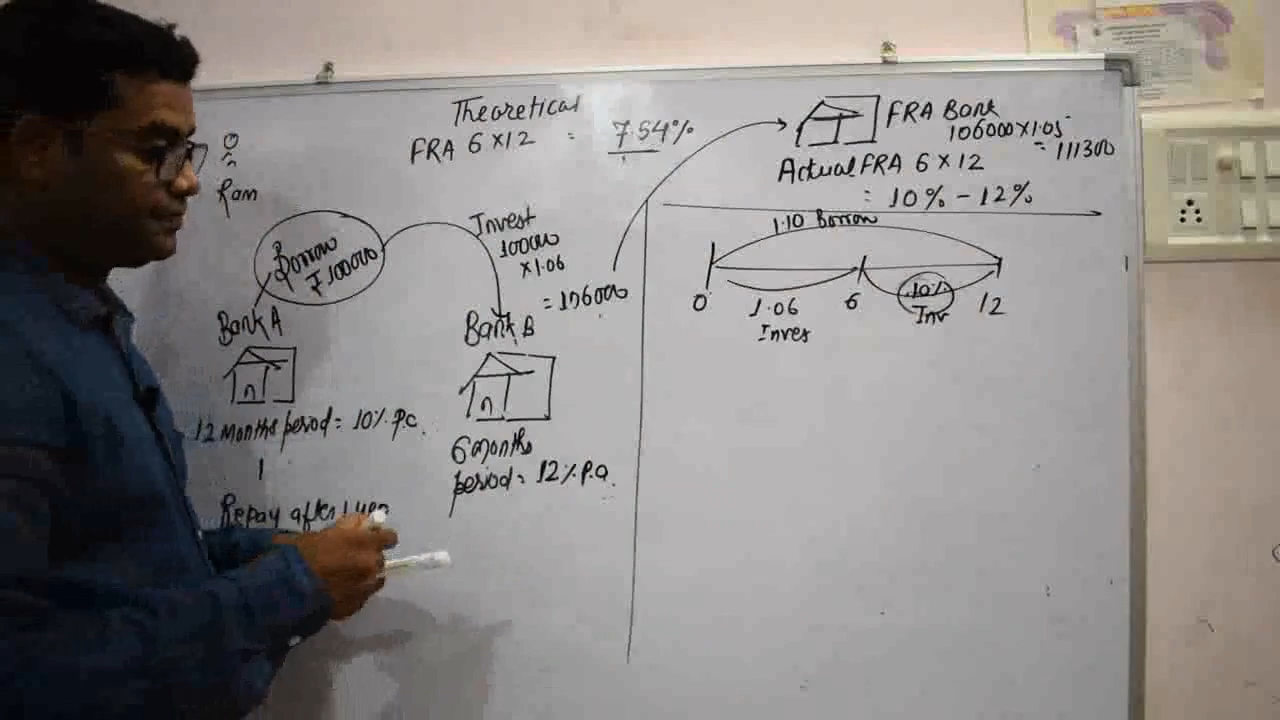 Theoretical
FRA 6 × 12 = 7.54%
Ram
Borrow
₹100000
Bank A
12 months period = 10% P.a.
1
Repay after 1 year
Invest
100000
× 1.06
= 106000
Bank B
6 months
period = 12% P.a.
FRA Bank
106000 × 1.05
= 111300
Actual FRA 6 × 12
= 10% - 12%
1.10 Borrow
0 1.06 6 10% 12
Inves Inv